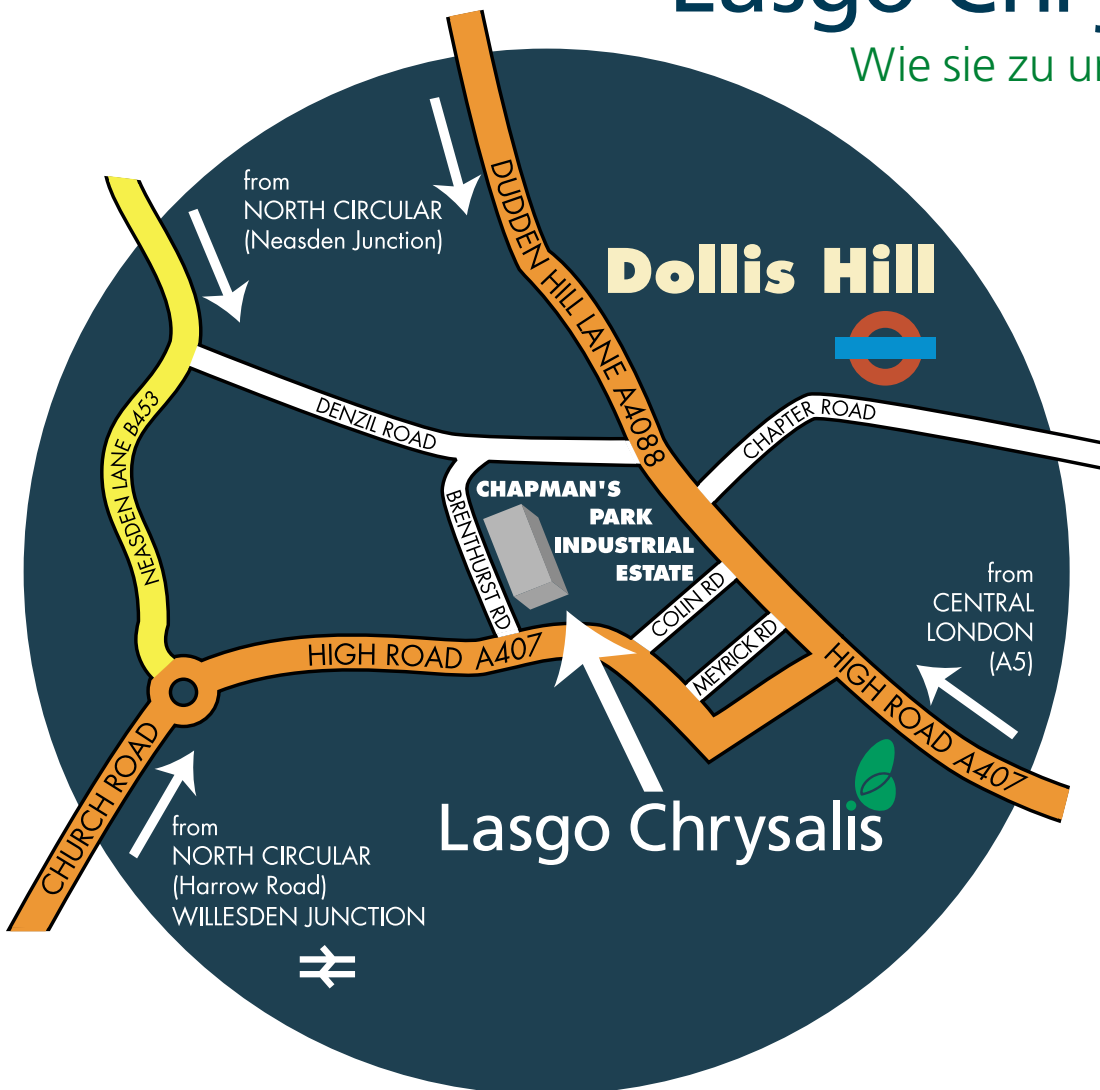 Lasgo Chry
Wie sie zu u
from
NORTH CIRCULAR
(Neasden Junction)
DUDDEN HILL LANE A4088
Dollis Hill
NEASDEN LANE B453
DENZIL ROAD
CHAPTER ROAD
BRENTHURST RD
CHAPMAN'S
PARK
INDUSTRIAL
ESTATE
COLIN RD
MEYRICK RD
from
CENTRAL
LONDON
(A5)
HIGH ROAD A407
HIGH ROAD A407
CHURCH ROAD
Lasgo Chrysalis
from
NORTH CIRCULAR
(Harrow Road)
WILLESDEN JUNCTION